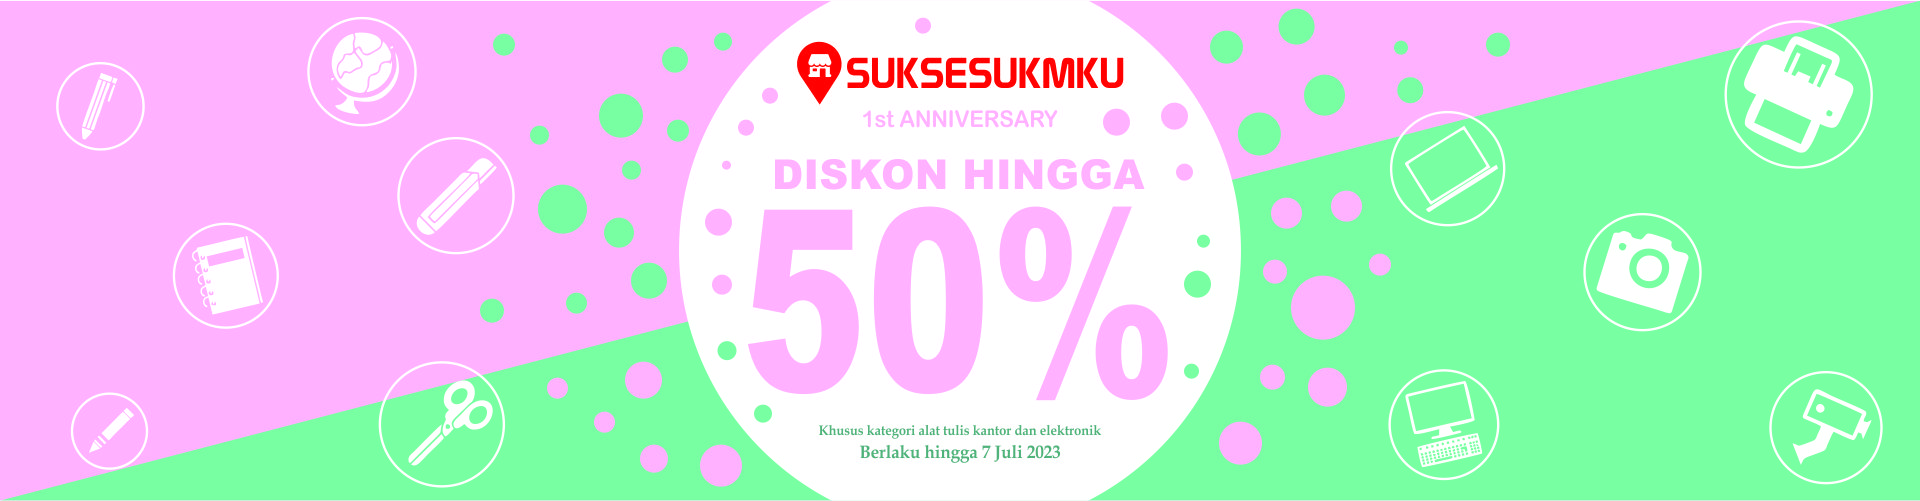 SUKSESUKMKU
1st ANNIVERSARY
DISKON HINGGA
50%
Khusus kategori alat tulis kantor dan elektronik
Berlaku hingga 7 Juli 2023